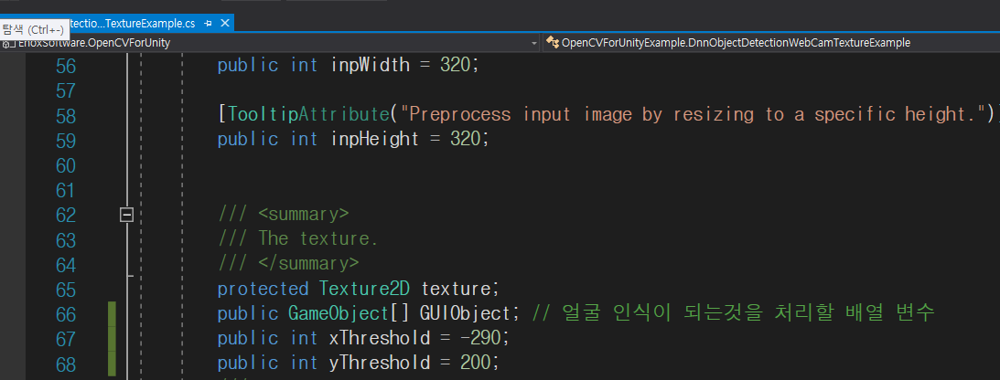 탐색 (Ctrl+-)
tectio...TextureExample.cs
EnoxSoftware.OpenCVForUnity
OpenCVForUnityExample.DnnObjectDetectionWebCamTextureExample
56 public int inpWidth = 320;
57
58 [TooltipAttribute("Preprocess input image by resizing to a specific height.")]
59 public int inpHeight = 320;
60
61
62 /// <summary>
63 /// The texture.
64 /// </summary>
65 protected Texture2D texture;
66 public GameObject[] GUIObject; // 얼굴 인식이 되는것을 처리할 배열 변수
67 public int xThreshold = -290;
68 public int yThreshold = 200;